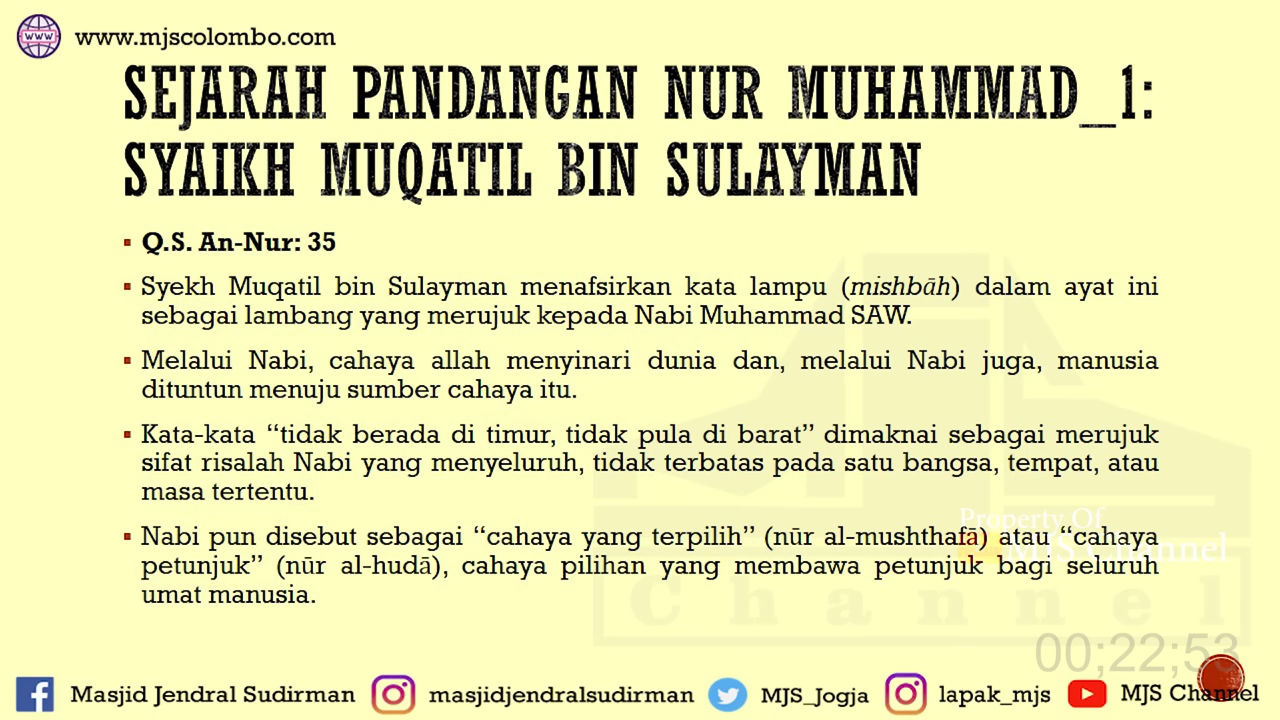 www.mjscolombo.com
SEJARAH PANDANGAN NUR MUHAMMAD_1:
SYAIKH MUQATIL BIN SULAYMAN
▪ Q.S. An-Nur: 35
▪ Syekh Muqatil bin Sulayman menafsirkan kata lampu (mishbāh) dalam ayat ini
sebagai lambang yang merujuk kepada Nabi Muhammad SAW.
▪ Melalui Nabi, cahaya allah menyinari dunia dan, melalui Nabi juga, manusia
dituntun menuju sumber cahaya itu.
▪ Kata-kata “tidak berada di timur, tidak pula di barat” dimaknai sebagai merujuk
sifat risalah Nabi yang menyeluruh, tidak terbatas pada satu bangsa, tempat, atau
masa tertentu.
▪ Nabi pun disebut sebagai “cahaya yang terpilih” (nūr al-mushthafā) atau “cahaya
petunjuk” (nūr al-hudā), cahaya pilihan yang membawa petunjuk bagi seluruh
umat manusia.
Property Of
MJS Channel
Channel
00;22;53
Masjid Jendral Sudirman masjidjendralsudirman MJS_Jogja lapak_mjs MJS Channel